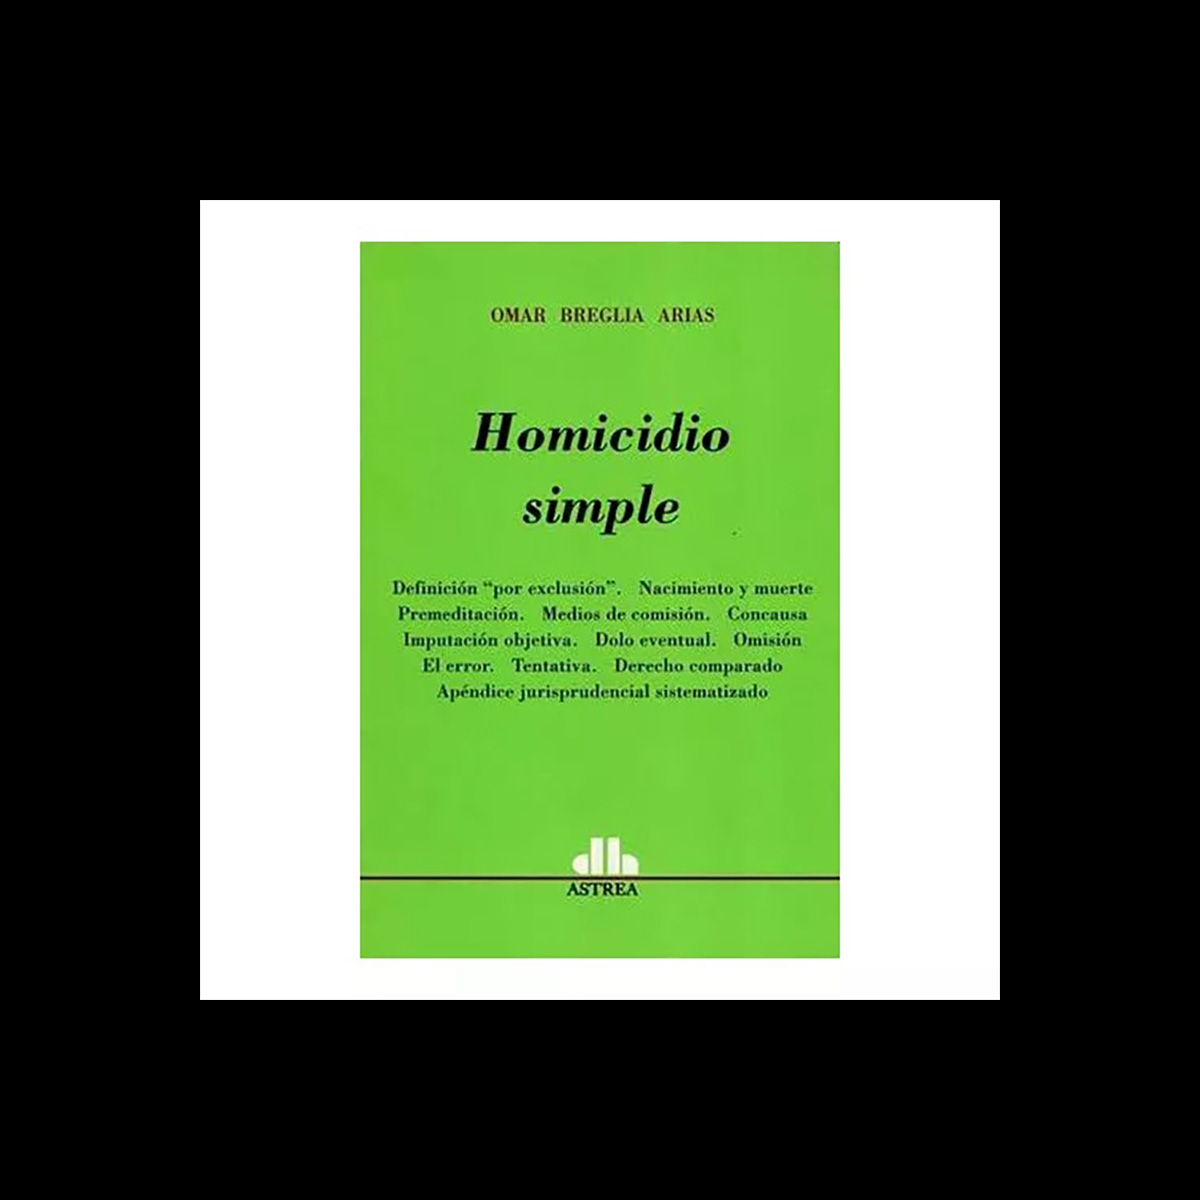 OMAR BREGLIA ARIAS
Homicidio
simple
Definición “por exclusión”. Nacimiento y muerte
Premeditación. Medios de comisión. Concausa
Imputación objetiva. Dolo eventual. Omisión
El error. Tentativa. Derecho comparado
Apéndice jurisprudencial sistematizado
ASTREA